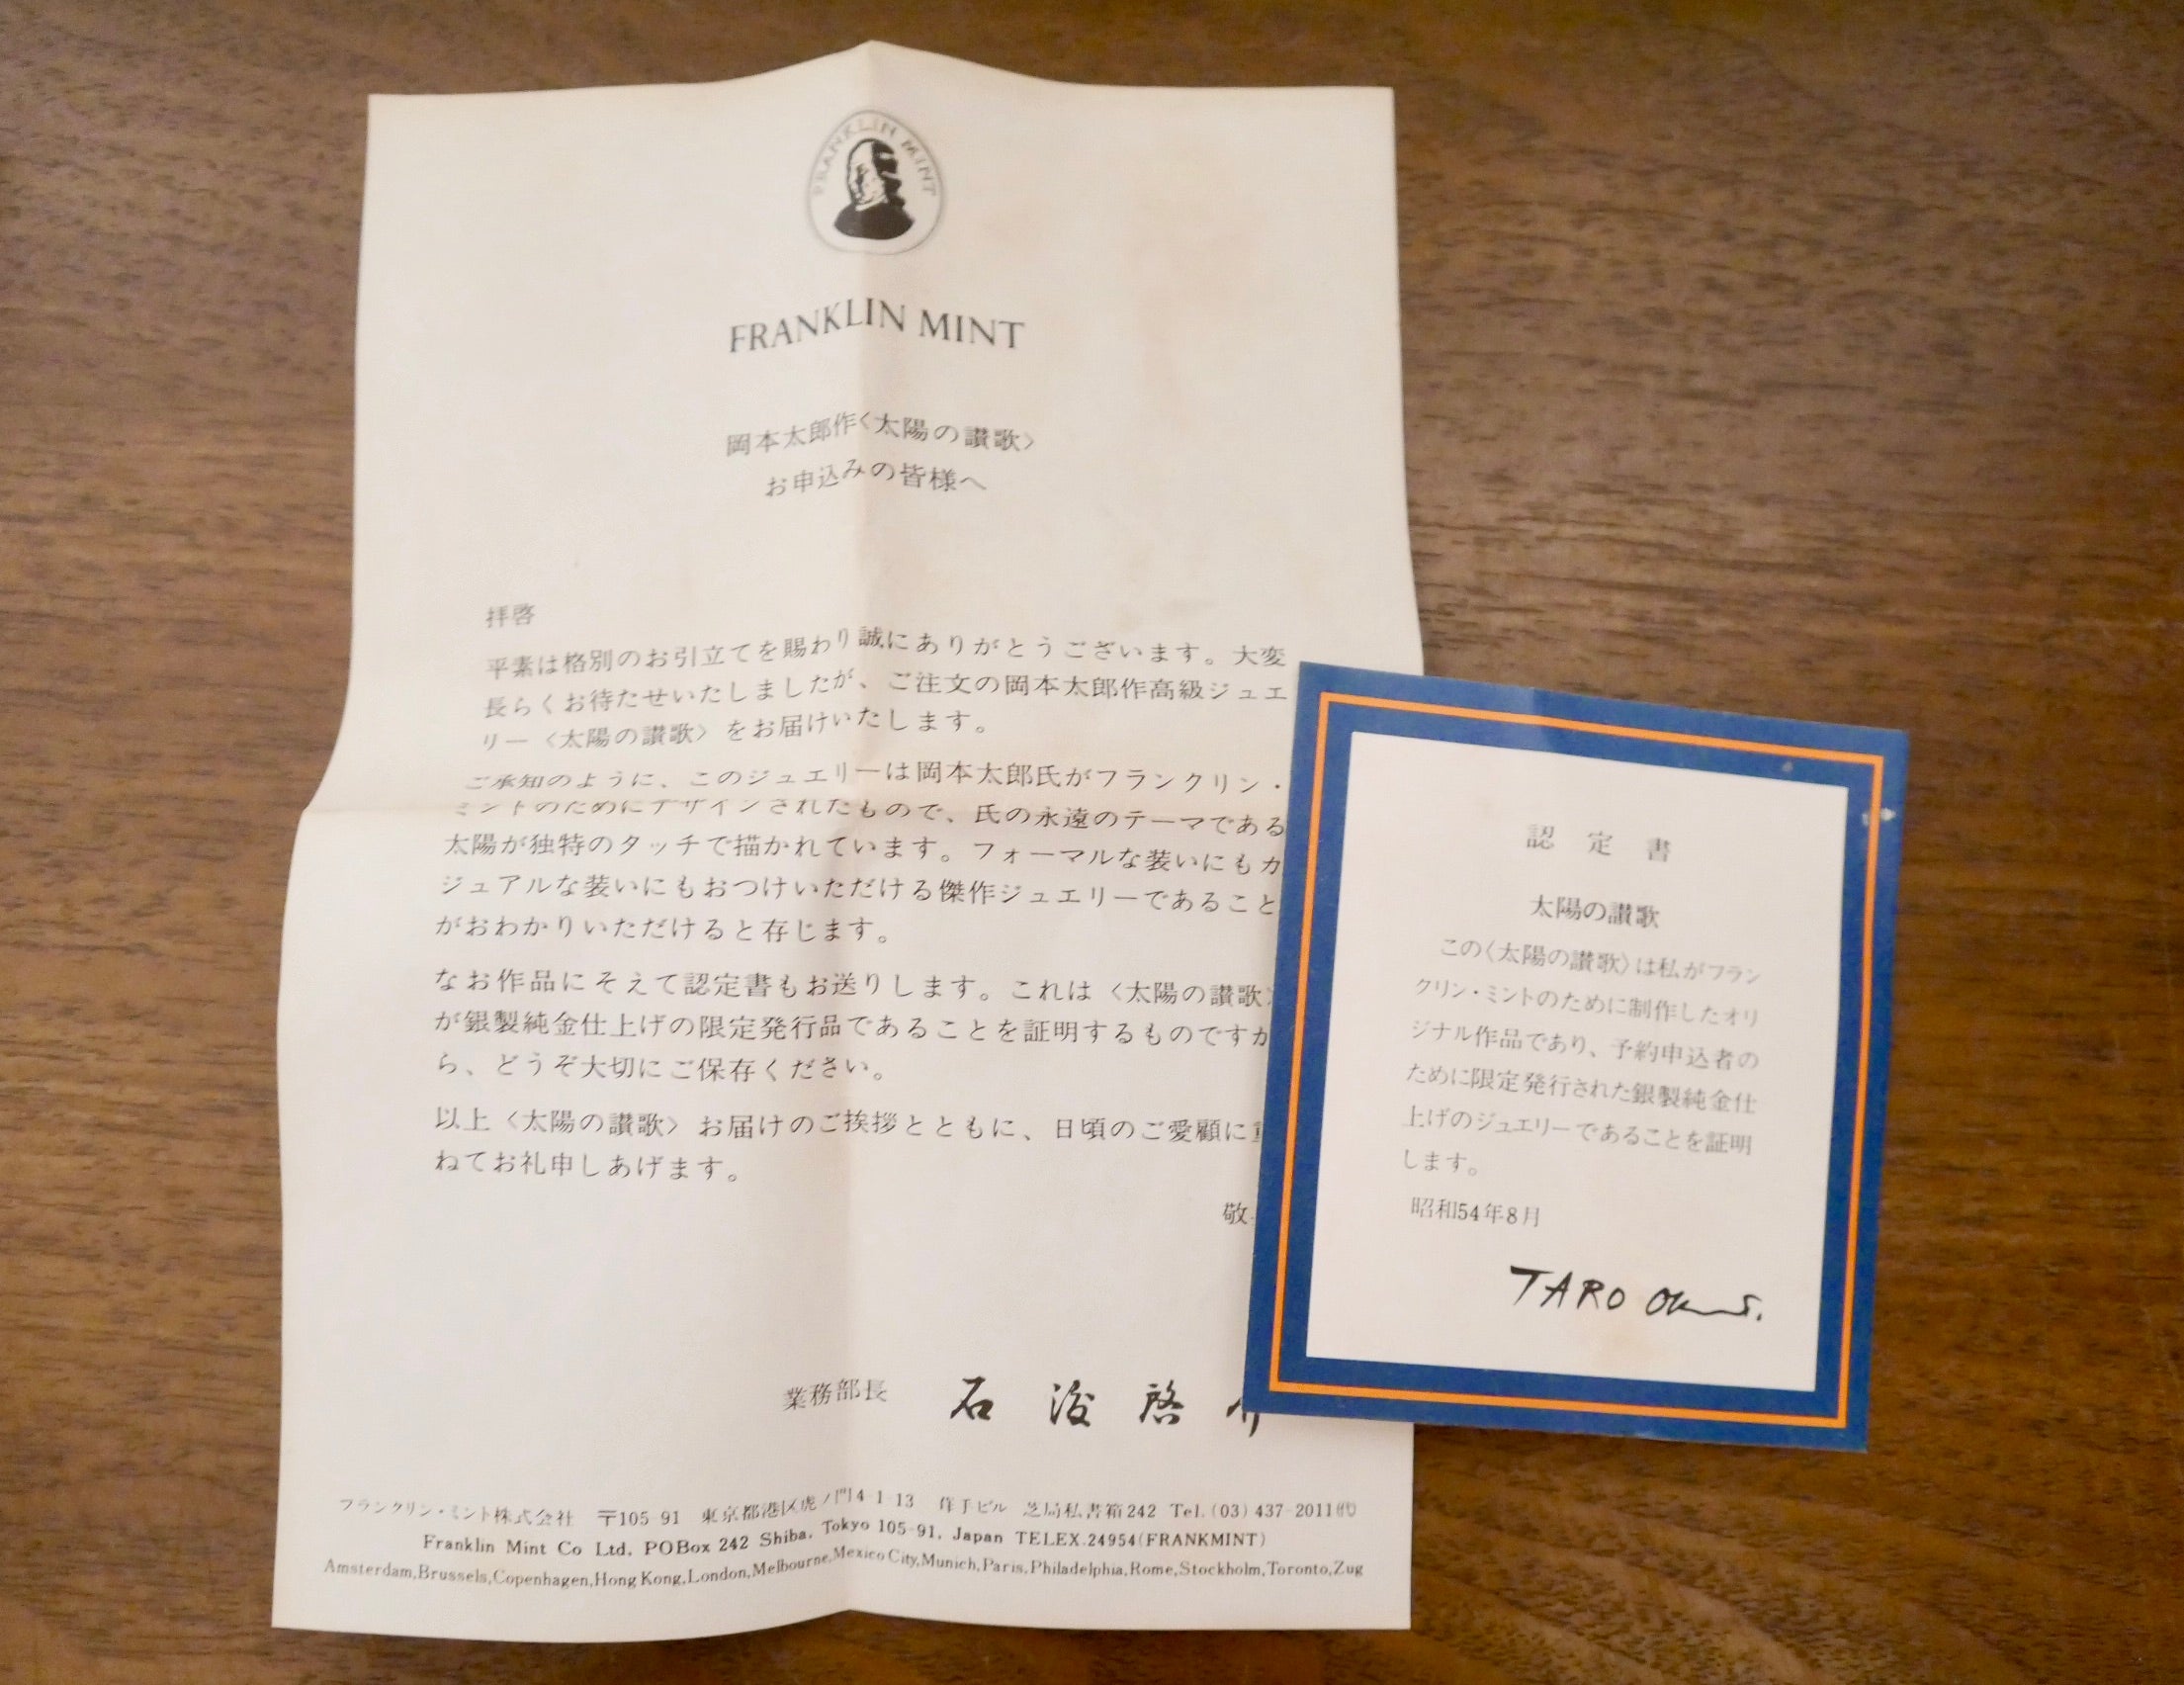 FRANKLIN MINT
FRANKLIN MINT
岡本太郎作〈太陽の讃歌〉
お申込みの皆様へ
拝啓
平素は格別のお引立てを賜わり誠にありがとうございます。大変
長らくお待たせいたしましたが、ご注文の岡本太郎作高級ジュエ
リー〈太陽の讃歌〉をお届けいたします。
ご承知のように、このジュエリーは岡本太郎氏がフランクリン・
ミントのためにデザインされたもので、氏の永遠のテーマである
太陽が独特のタッチで描かれています。フォーマルな装いにもカ
ジュアルな装いにもおつけいただける傑作ジュエリーであること
がおわかりいただけると存じます。
なお作品にそえて認定書もお送りします。これは〈太陽の讃歌〉
が銀製純金仕上げの限定発行品であることを証明するものですか
ら、どうぞ大切にご保存ください。
以上〈太陽の讃歌〉お届けのご挨拶とともに、日頃のご愛顧に重
ねてお礼申しあげます。
敬
業務部長 石 啓
フランクリン・ミント株式会社 〒105-91 東京都港区虎ノ門4-1-13 芝局私書箱242 Tel.(03)437-2011㈹
Franklin Mint Co Ltd. POBox 242 Shiba, Tokyo 105-91, Japan TELEX.24954(FRANKMINT)
Amsterdam,Brussels,Copenhagen,Hong Kong,London,Melbourne,Mexico City,Munich,Paris,Philadelphia,Rome,Stockholm,Toronto,Zug
認定書
太陽の讃歌
この〈太陽の讃歌〉は私がフラン
クリン・ミントのために制作したオリ
ジナル作品であり、予約申込者の
ために限定発行された銀製純金仕
上げのジュエリーであることを証明
します。
昭和54年8月
TARO